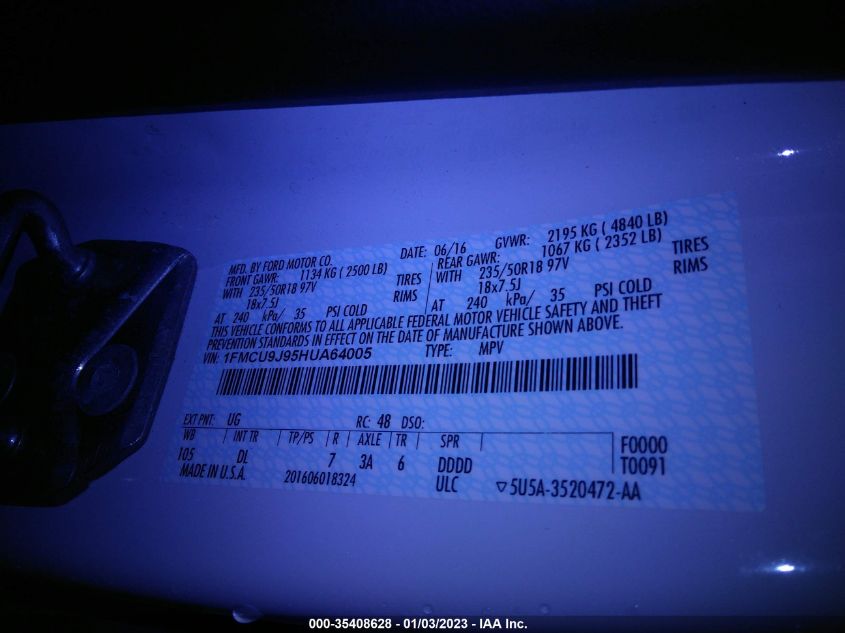 MFD. BY FORD MOTOR CO.
DATE: 06/16 GVWR: 2195 KG ( 4840 LB)
FRONT GAWR: 1134 KG ( 2500 LB)
REAR GAWR: 1067 KG ( 2352 LB)
WITH 235/50R18 97V TIRES
WITH 235/50R18 97V TIRES
18x7.5J RIMS
18x7.5J RIMS
AT 240 kPa/ 35 PSI COLD
AT 240 kPa/ 35 PSI COLD
THIS VEHICLE CONFORMS TO ALL APPLICABLE FEDERAL MOTOR VEHICLE SAFETY AND THEFT
PREVENTION STANDARDS IN EFFECT ON THE DATE OF MANUFACTURE SHOWN ABOVE.
VIN: 1FMCU9J95HUA64005 TYPE: MPV
EXT PNT: UG RC: 48 DSO:
WB INT TR TP/PS R AXLE TR SPR
F0000
105 DL 7 3A 6 DDDD
T0091
MADE IN U.S.A. 201606018324 ULC ▽5U5A-3520472-AA
000-35408628 - 01/03/2023 - IAA Inc.